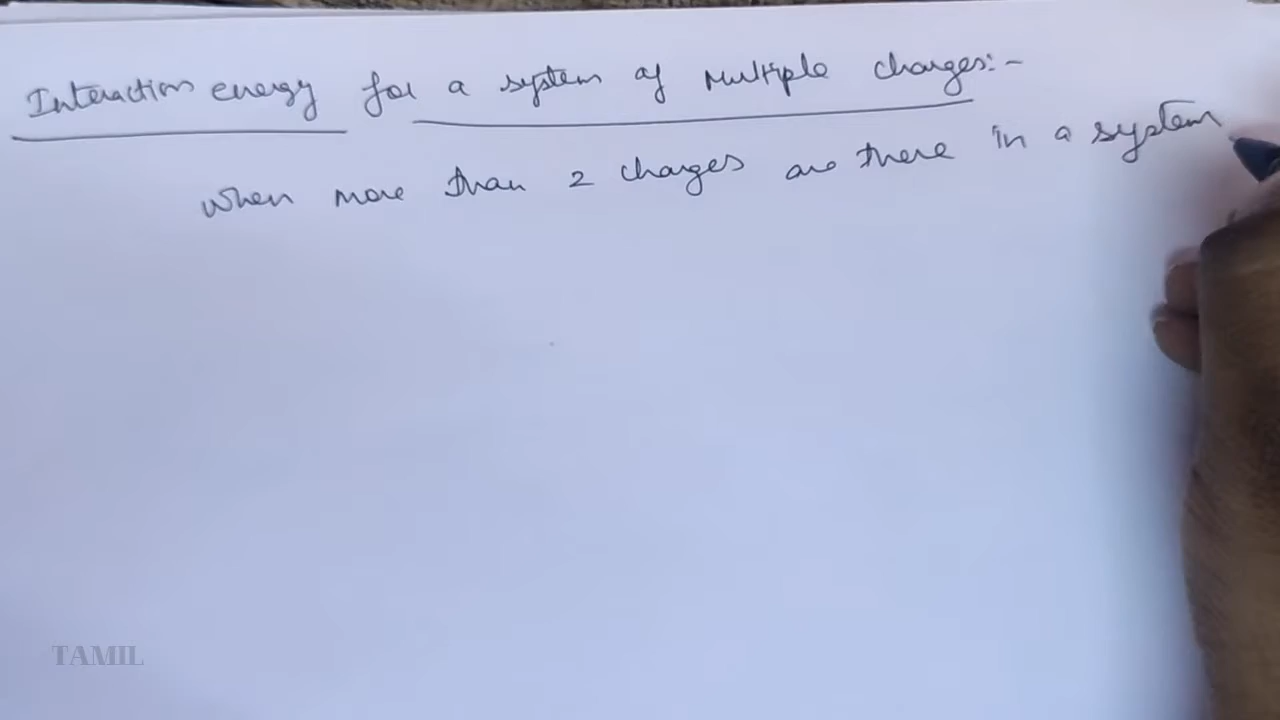 Interaction energy for a system of Multiple charges:-
When more than 2 charges are there in a system
TAMIL